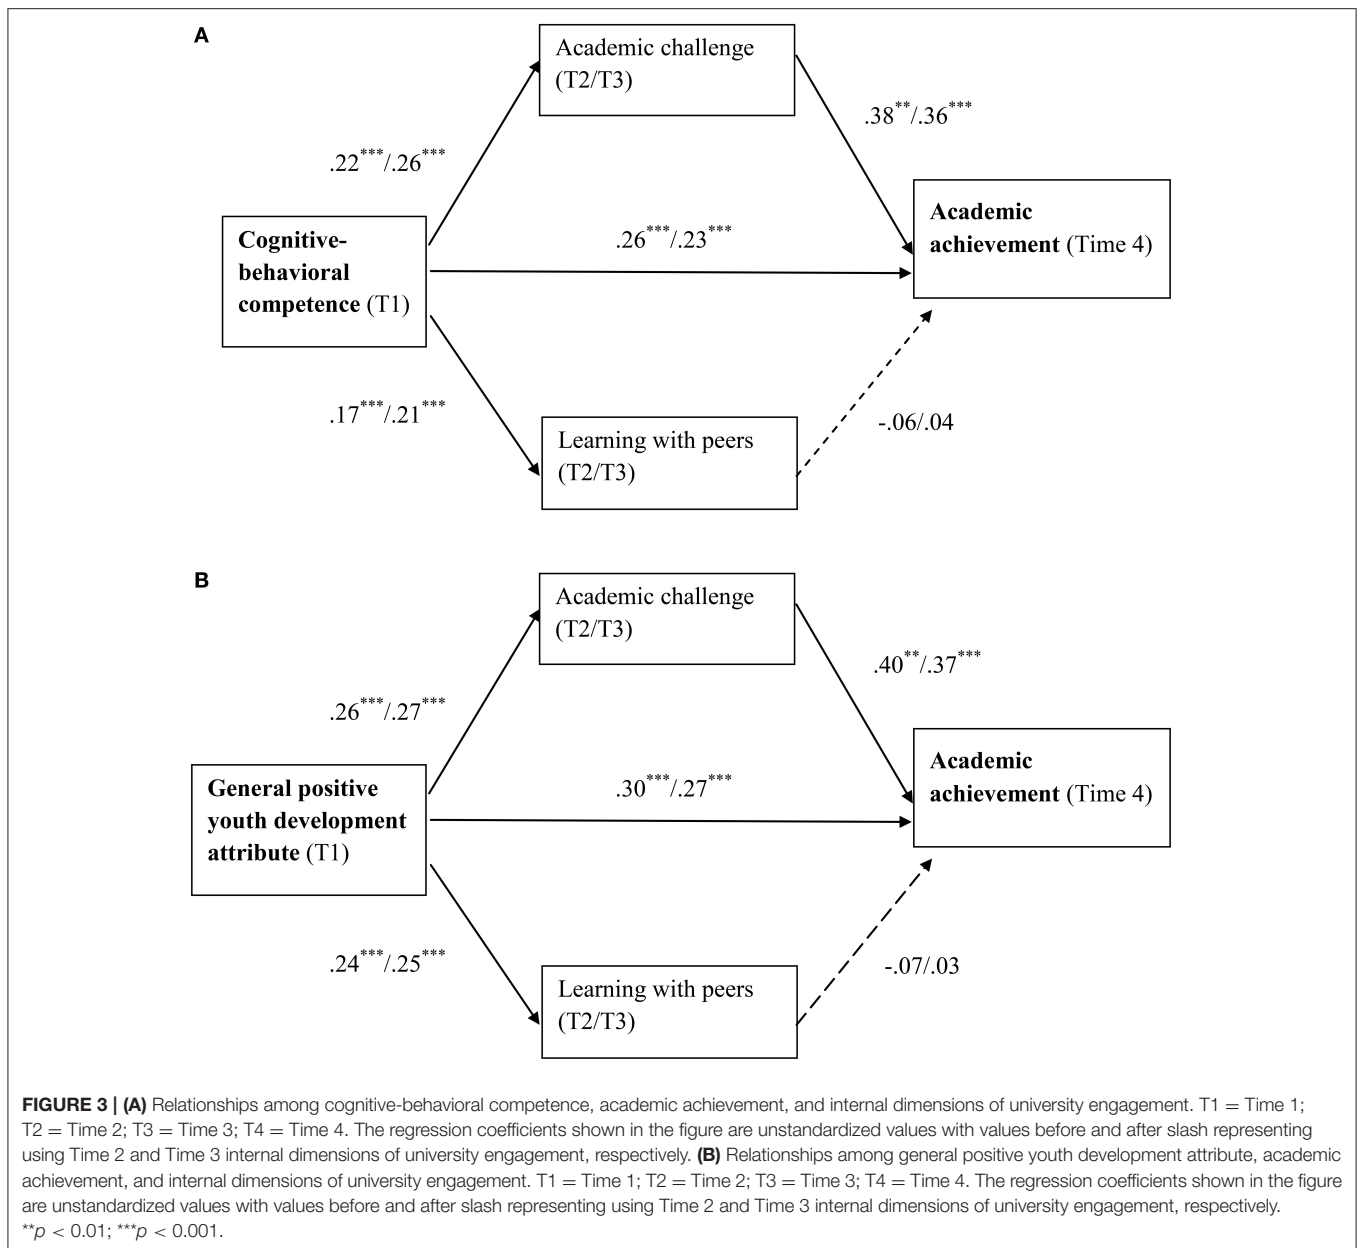 A
Academic challenge
(T2/T3)
.38**/.36***
.22***/.26***
Academic
achievement (Time 4)
.26***/.23***
Cognitive-
behavioral
competence (T1)
.17***/.21***
-.06/.04
Learning with peers
(T2/T3)
B
Academic challenge
(T2/T3)
.40**/.37***
.26***/.27***
Academic
achievement (Time 4)
.30***/.27***
General positive
youth development
attribute (T1)
.24***/.25***
-.07/.03
Learning with peers
(T2/T3)
FIGURE 3 | (A) Relationships among cognitive-behavioral competence, academic achievement, and internal dimensions of university engagement. T1 = Time 1;
T2 = Time 2; T3 = Time 3; T4 = Time 4. The regression coefficients shown in the figure are unstandardized values with values before and after slash representing
using Time 2 and Time 3 internal dimensions of university engagement, respectively. (B) Relationships among general positive youth development attribute, academic
achievement, and internal dimensions of university engagement. T1 = Time 1; T2 = Time 2; T3 = Time 3; T4 = Time 4. The regression coefficients shown in the figure
are unstandardized values with values before and after slash representing using Time 2 and Time 3 internal dimensions of university engagement, respectively.
**p < 0.01; ***p < 0.001.